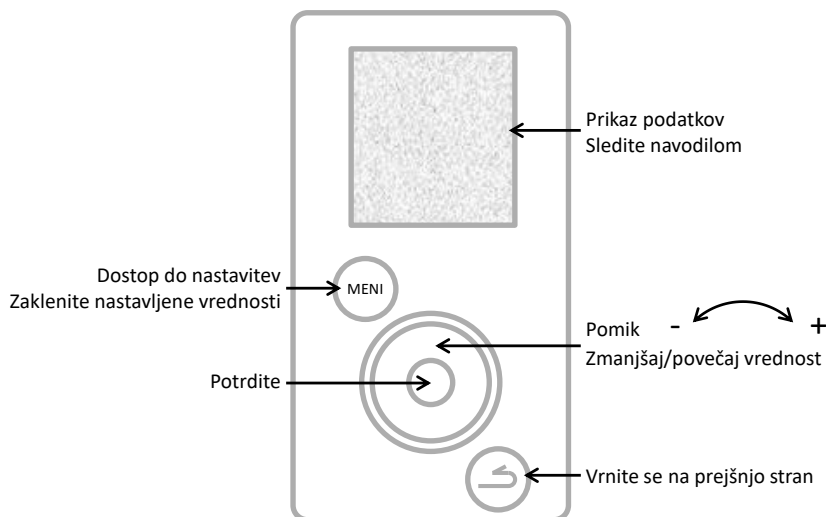 Prikaz podatkov
Sledite navodilom
Dostop do nastavitev
Zaklenite nastavljene vrednosti
MENI
Pomik - +
Zmanjšaj/povečaj vrednost
Potrdite
Vrnite se na prejšnjo stran